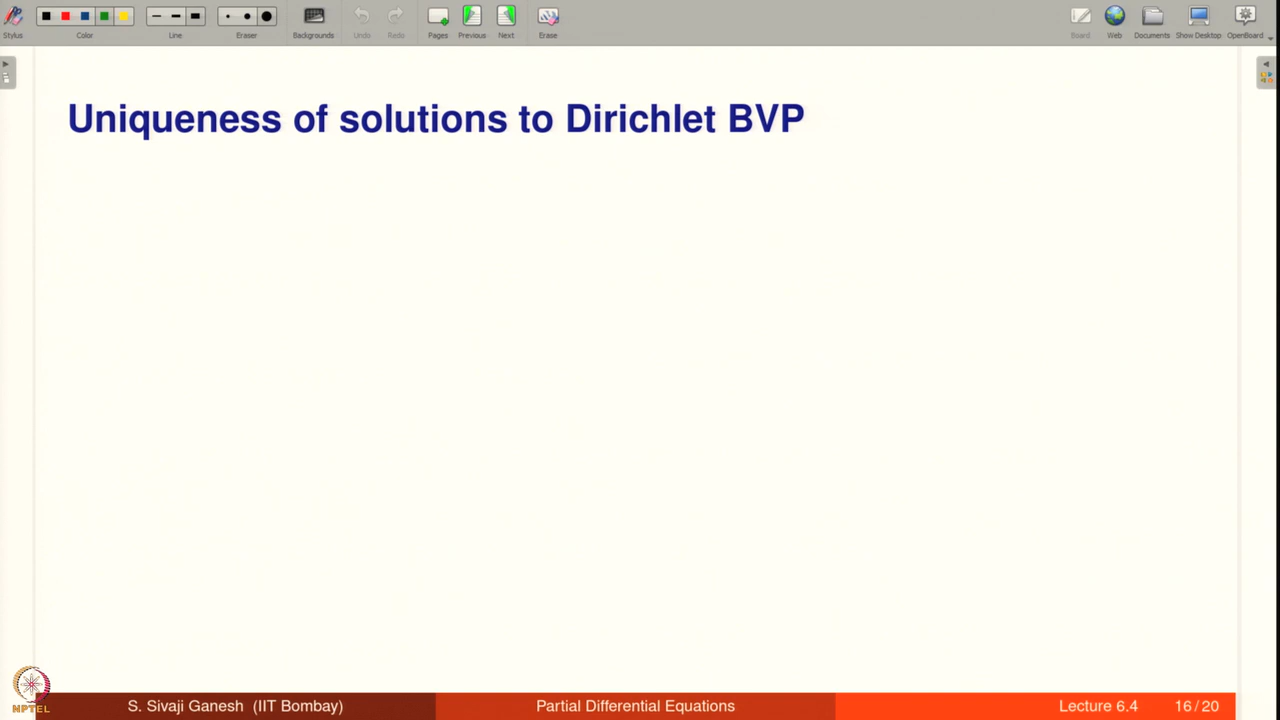 Stylus
Color
Line
Eraser
Backgrounds
Undo
Redo
Pages
Previous
Next
Erase
Board
Web
Documents
Show Desktop
OpenBoard
Uniqueness of solutions to Dirichlet BVP
NPTEL
S. Sivaji Ganesh (IIT Bombay)
Partial Differential Equations
Lecture 6.4
16 / 20